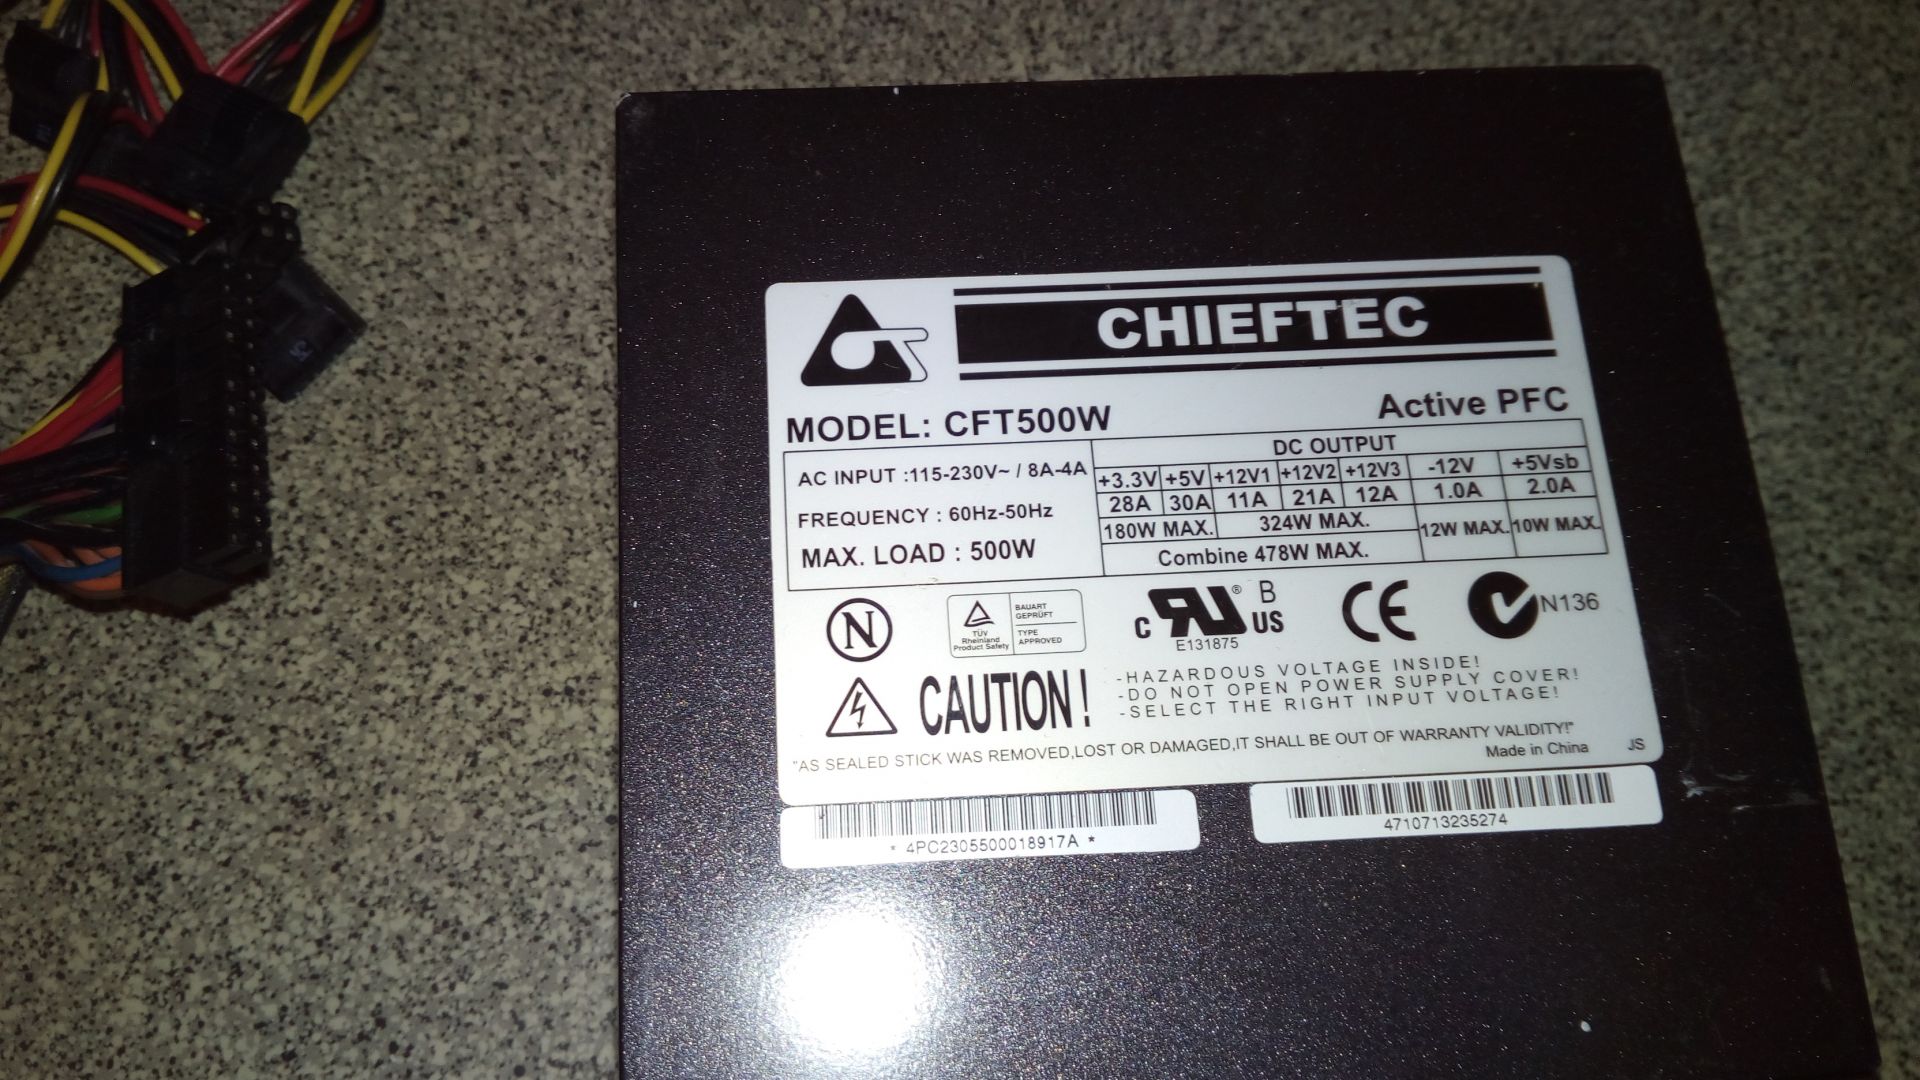 CHIEFTEC
MODEL: CFT500W
Active PFC
AC INPUT :115-230V~ / 8A-4A
FREQUENCY : 60Hz-50Hz
MAX. LOAD : 500W
DC OUTPUT
+3.3V +5V +12V1 +12V2 +12V3 -12V +5Vsb
28A 30A 11A 21A 12A 1.0A 2.0A
180W MAX. 324W MAX. 12W MAX. 10W MAX.
Combine 478W MAX.
N
TÜV
Rheinland
Product Safety
BAUART
GEPRÜFT
TYPE
APPROVED
C RU ® B US
E131875
CE
N136
CAUTION!
-HAZARDOUS VOLTAGE INSIDE!
-DO NOT OPEN POWER SUPPLY COVER!
-SELECT THE RIGHT INPUT VOLTAGE!
"AS SEALED STICK WAS REMOVED,LOST OR DAMAGED,IT SHALL BE OUT OF WARRANTY VALIDITY!"
Made in China JS
* 4PC2305500018917A *
4710713235274